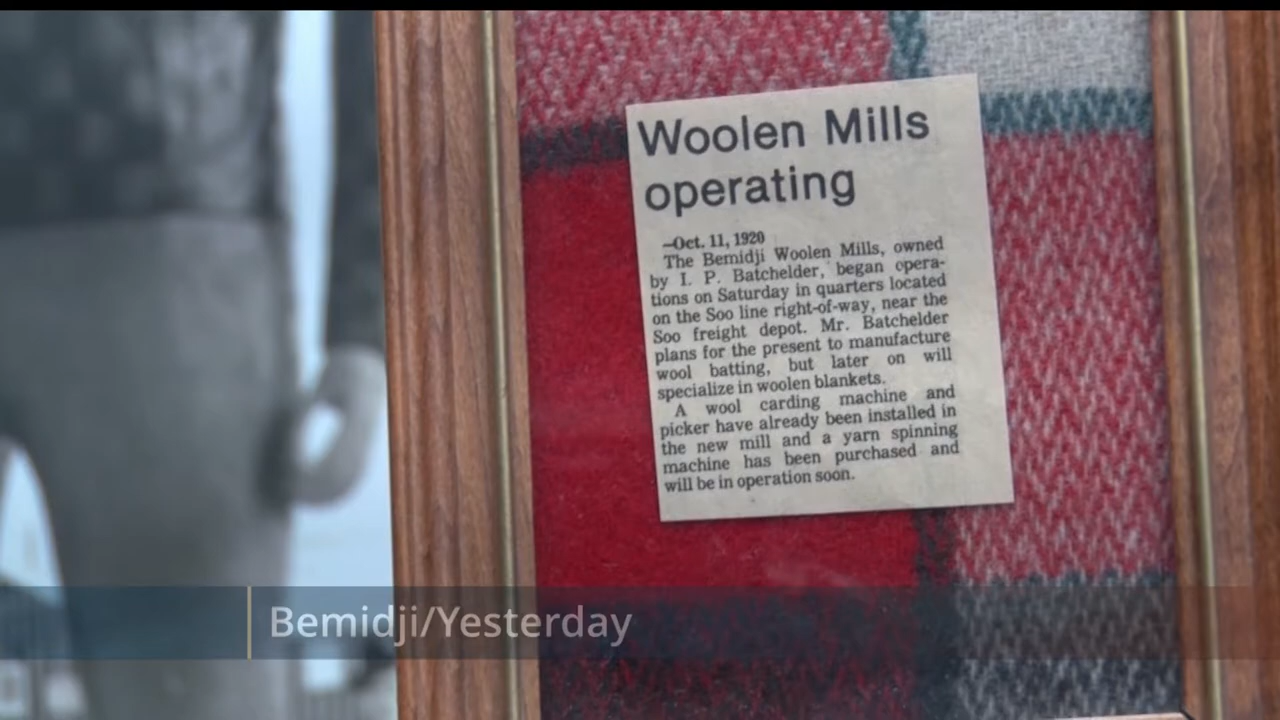 Woolen Mills
operating
—Oct. 11, 1920
The Bemidji Woolen Mills, owned
by I. P. Batchelder, began opera-
tions on Saturday in quarters located
on the Soo line right-of-way, near the
Soo freight depot. Mr. Batchelder
plans for the present to manufacture
wool batting, but later on will
specialize in woolen blankets.
A wool carding machine and
picker have already been installed in
the new mill and a yarn spinning
machine has been purchased and
will be in operation soon.
Bemidji/Yesterday